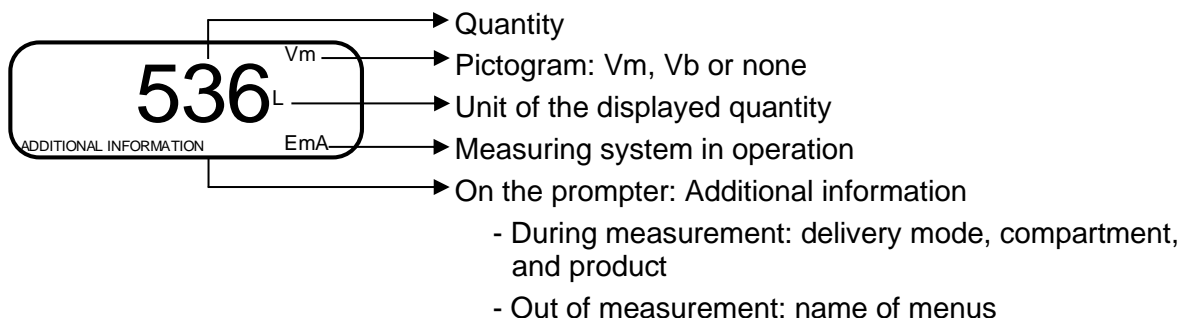 Quantity
Vm
Pictogram: Vm, Vb or none
536 L
Unit of the displayed quantity
ADDITIONAL INFORMATION EmA
Measuring system in operation
On the prompter: Additional information
- During measurement: delivery mode, compartment,
and product
- Out of measurement: name of menus